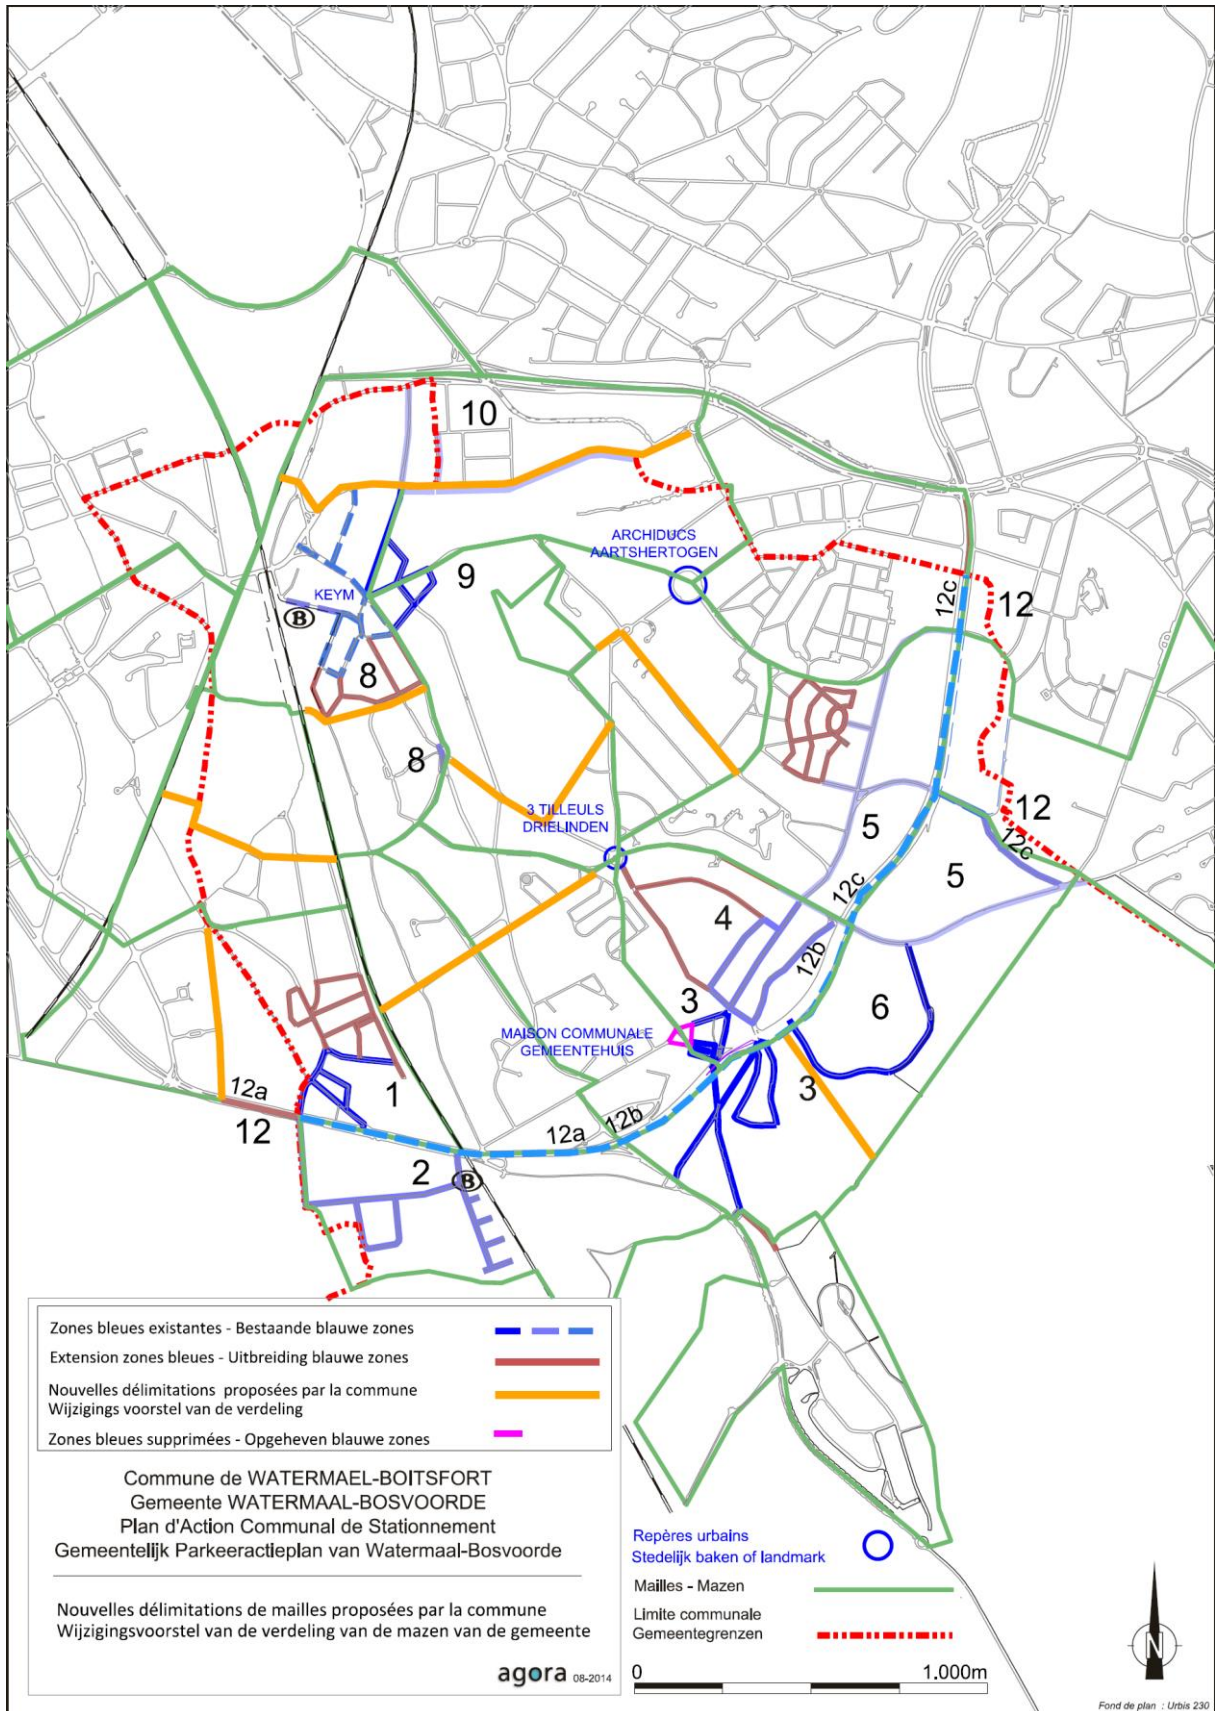 10
ARCHIDUCS
AARTSHERTOGEN
9
KEYM
B
12c
12
8
8
12
3 TILLEULS
DRIELINDEN
5
12c
5
12c
4
12b
3
6
MAISON COMMUNALE
GEMEENTEHUIS
1
3
12a
12
12a
12b
2
B
Zones bleues existantes - Bestaande blauwe zones
Extension zones bleues - Uitbreiding blauwe zones
Nouvelles délimitations proposées par la commune
Wijzigings voorstel van de verdeling
Zones bleues supprimées - Opgeheven blauwe zones
Commune de WATERMAEL-BOITSFORT
Gemeente WATERMAAL-BOSVOORDE
Plan d'Action Communal de Stationnement
Gemeentelijk Parkeeractieplan van Watermaal-Bosvoorde
Nouvelles délimitations de mailles proposées par la commune
Wijzigingsvoorstel van de verdeling van de mazen van de gemeente
agora 08-2014
Repères urbains
Stedelijk baken of landmark
Mailles - Mazen
Limite communale
Gemeentegrenzen
0 1.000m
N
Fond de plan : Urbis 230